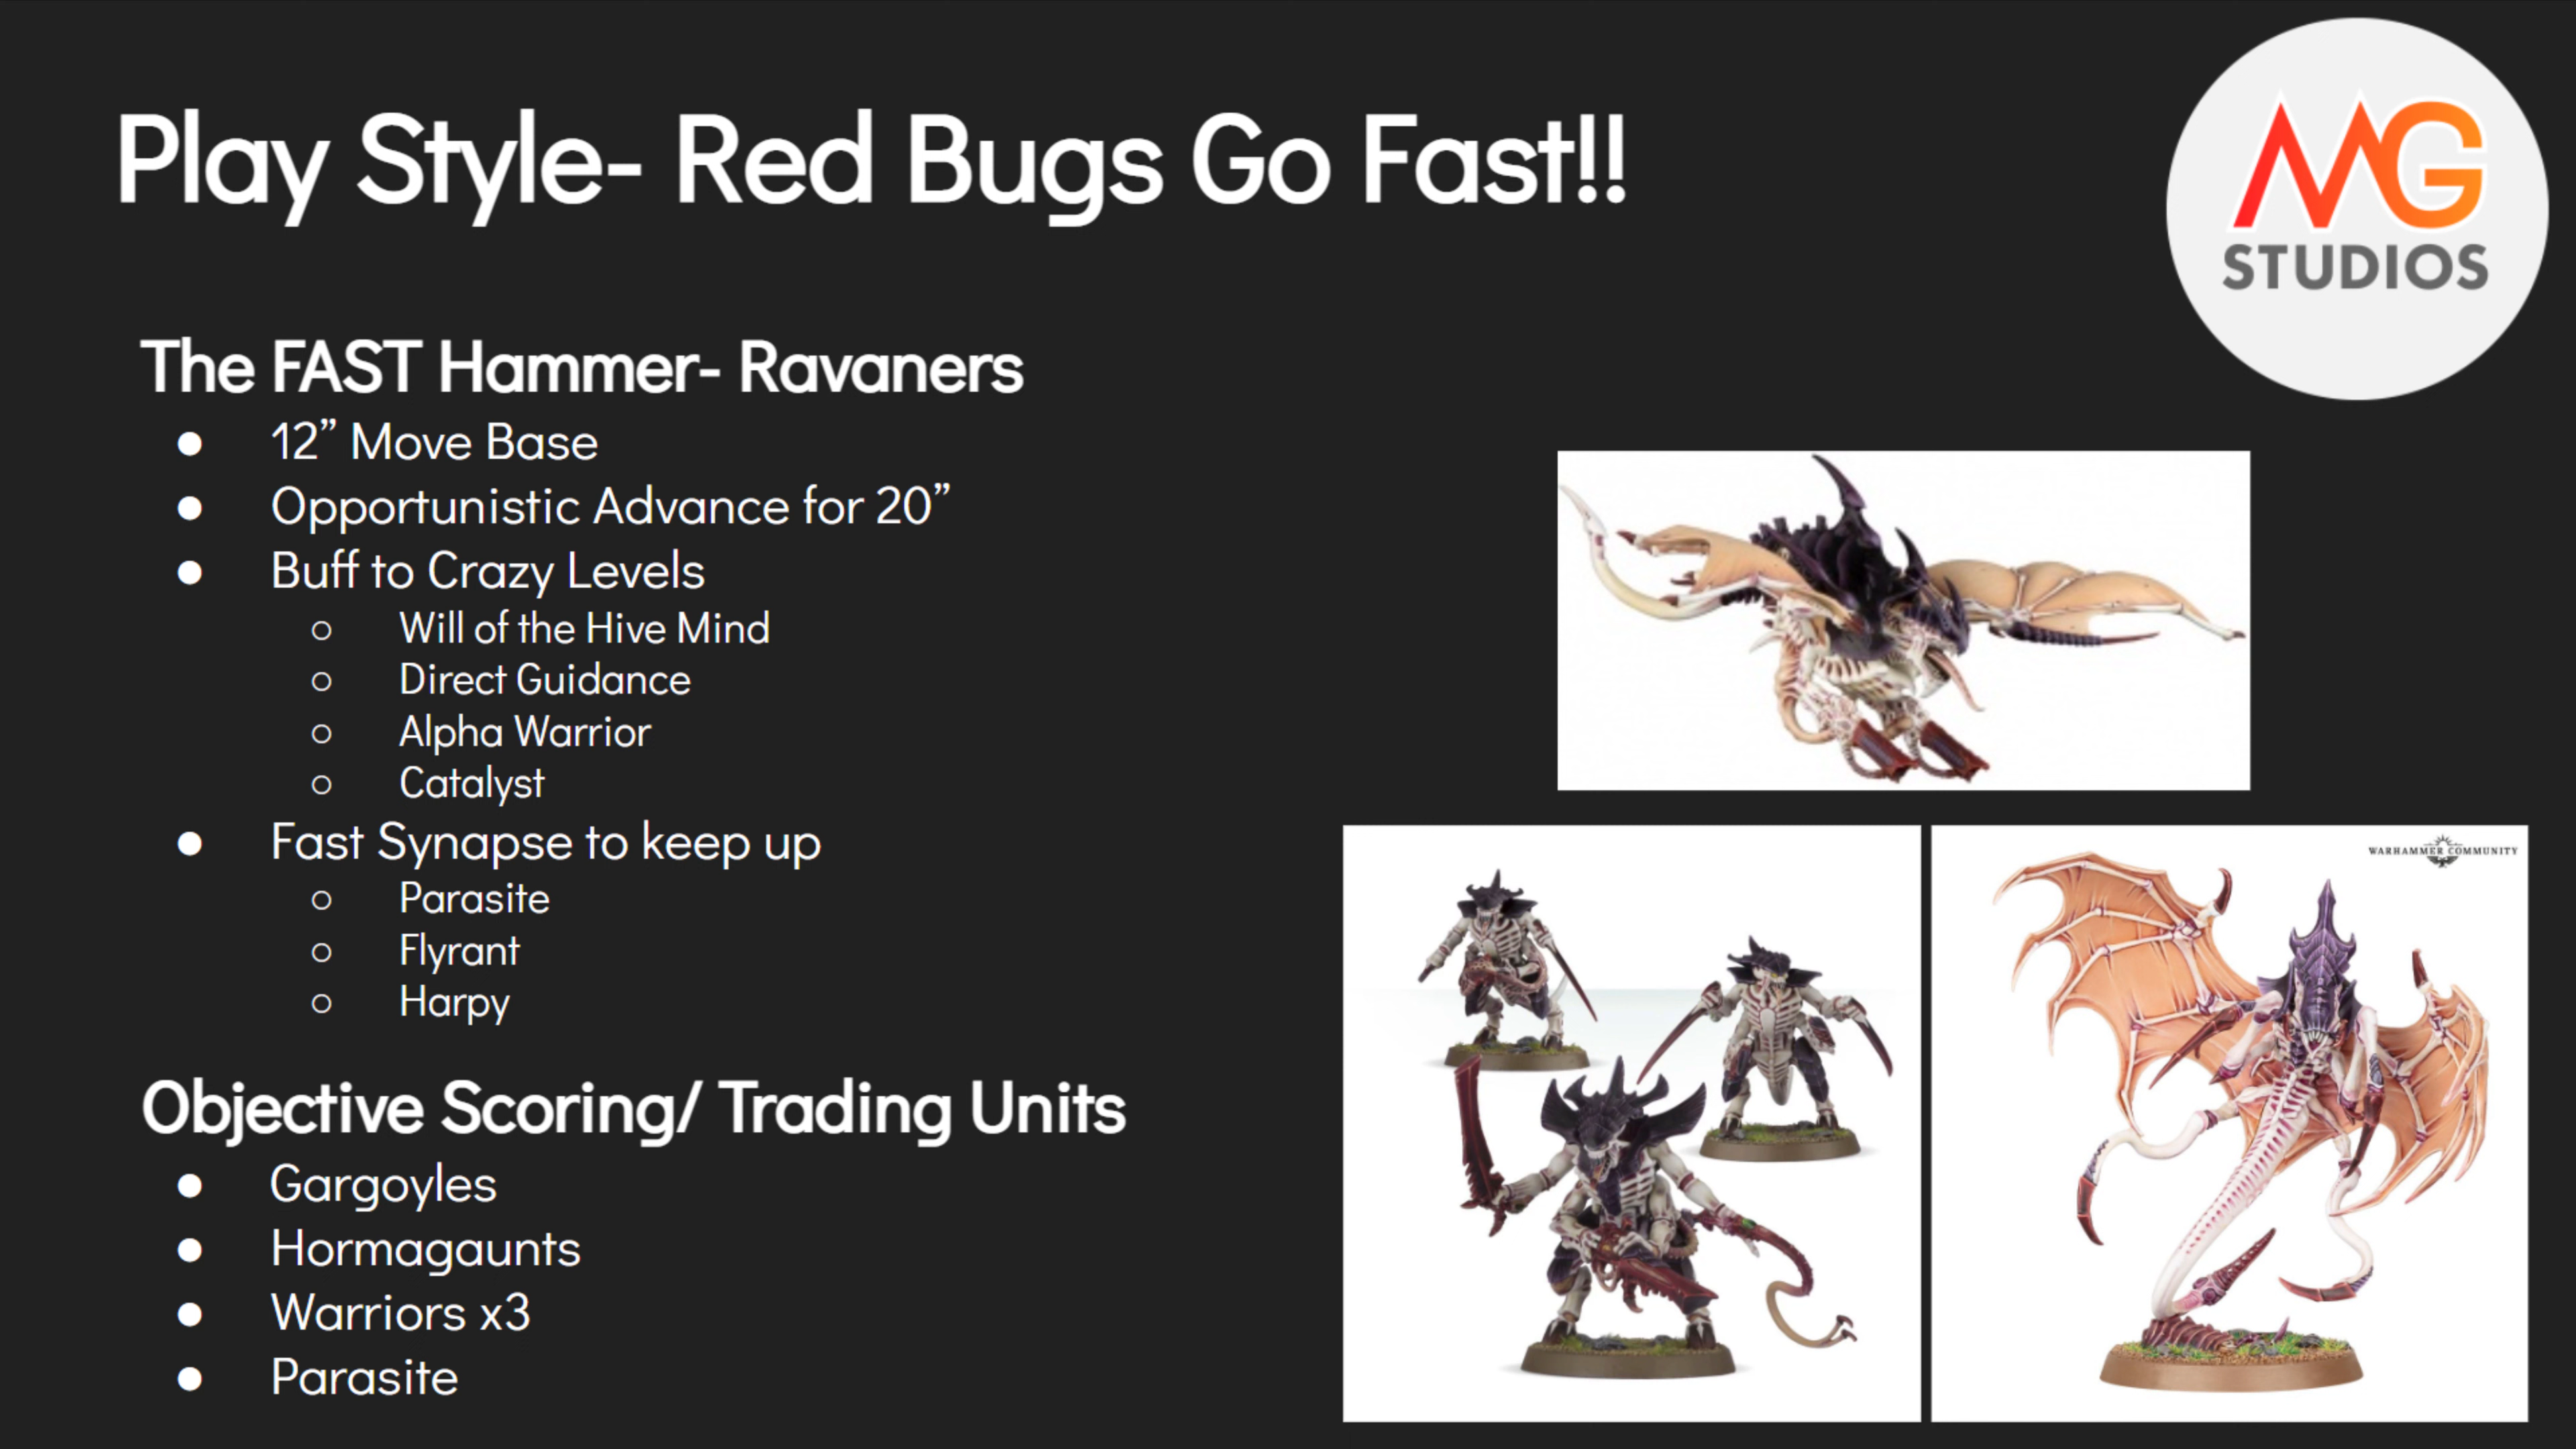 Play Style- Red Bugs Go Fast!!
MG
STUDIOS
The FAST Hammer- Ravaners
● 12” Move Base
● Opportunistic Advance for 20”
● Buff to Crazy Levels
○ Will of the Hive Mind
○ Direct Guidance
○ Alpha Warrior
○ Catalyst
● Fast Synapse to keep up
○ Parasite
○ Flyrant
○ Harpy
Objective Scoring/ Trading Units
● Gargoyles
● Hormagaunts
● Warriors x3
● Parasite
WARHAMMER COMMUNITY